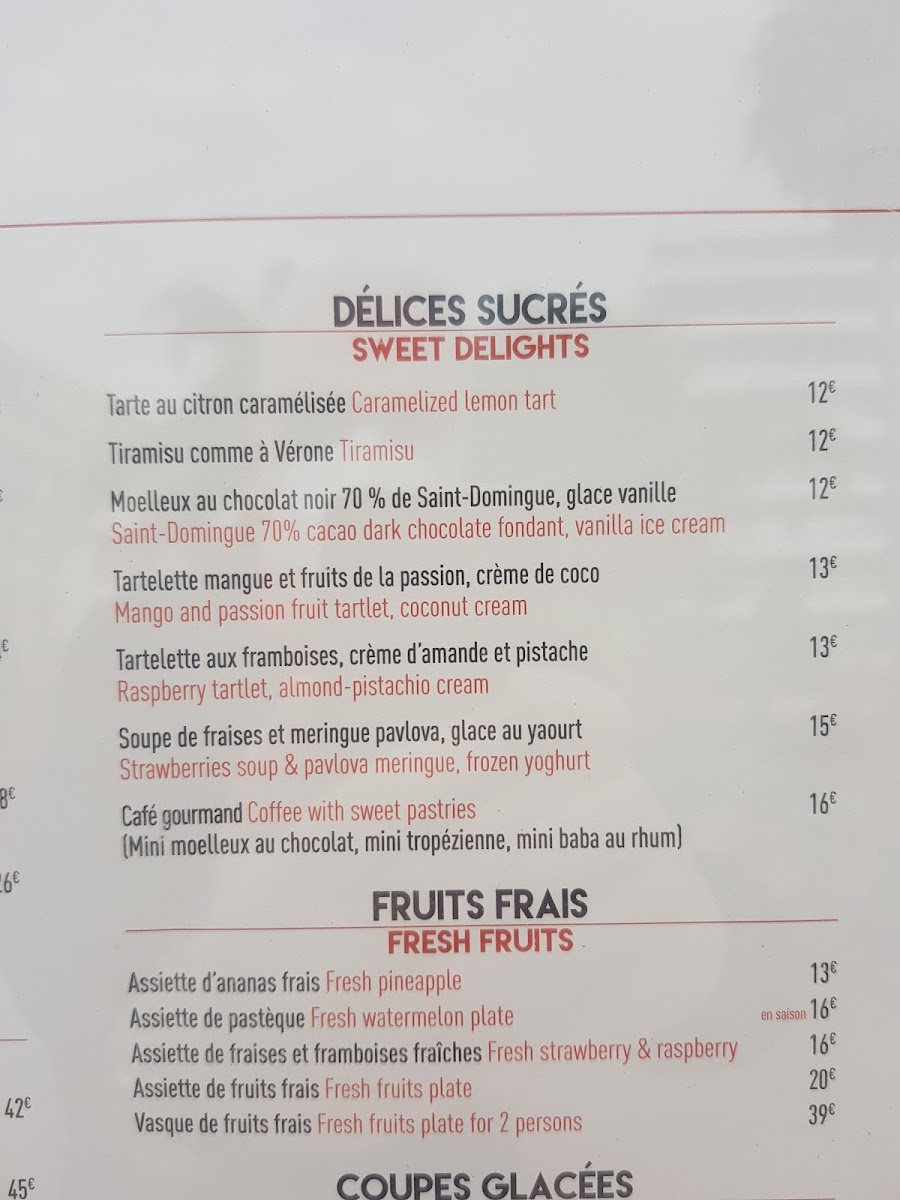 DÉLICES SUCRÉS
SWEET DELIGHTS
Tarte au citron caramélisée Caramelized lemon tart 12€
Tiramisu comme à Vérone Tiramisu 12€
Moelleux au chocolat noir 70 % de Saint-Domingue, glace vanille 12€
Saint-Domingue 70% cacao dark chocolate fondant, vanilla ice cream
Tartelette mangue et fruits de la passion, crème de coco 13€
Mango and passion fruit tartlet, coconut cream
Tartelette aux framboises, crème d'amande et pistache 13€
Raspberry tartlet, almond-pistachio cream
Soupe de fraises et meringue pavlova, glace au yaourt 15€
Strawberries soup & pavlova meringue, frozen yoghurt
Café gourmand Coffee with sweet pastries 16€
(Mini moelleux au chocolat, mini tropézienne, mini baba au rhum)
FRUITS FRAIS
FRESH FRUITS
Assiette d'ananas frais Fresh pineapple 13€
Assiette de pastèque Fresh watermelon plate en saison 16€
Assiette de fraises et framboises fraîches Fresh strawberry & raspberry 16€
Assiette de fruits frais Fresh fruits plate 20€
Vasque de fruits frais Fresh fruits plate for 2 persons 39€
COUPES GLACÉES
42€
45€